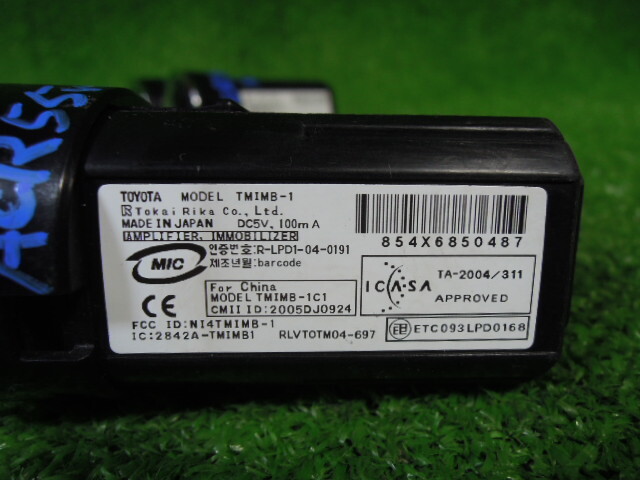 ACR55W
TOYOTA MODEL TMIMB-1
Tokai Rika Co., Ltd.
MADE IN JAPAN DC5V, 100mA
AMPLIFIER, IMMOBILIZER
854X6850487
MIC
인증번호:R-LPD1-04-0191
제조년월:barcode
ICASA
TA-2004/311
APPROVED
CE
For China
MODEL TMIMB-1C1
CMII ID:2005DJ0924
FCC ID:NI4TMIMB-1
IC:2842A-TMIMB1
RLVTOTM04-697
ETC093LPD0168